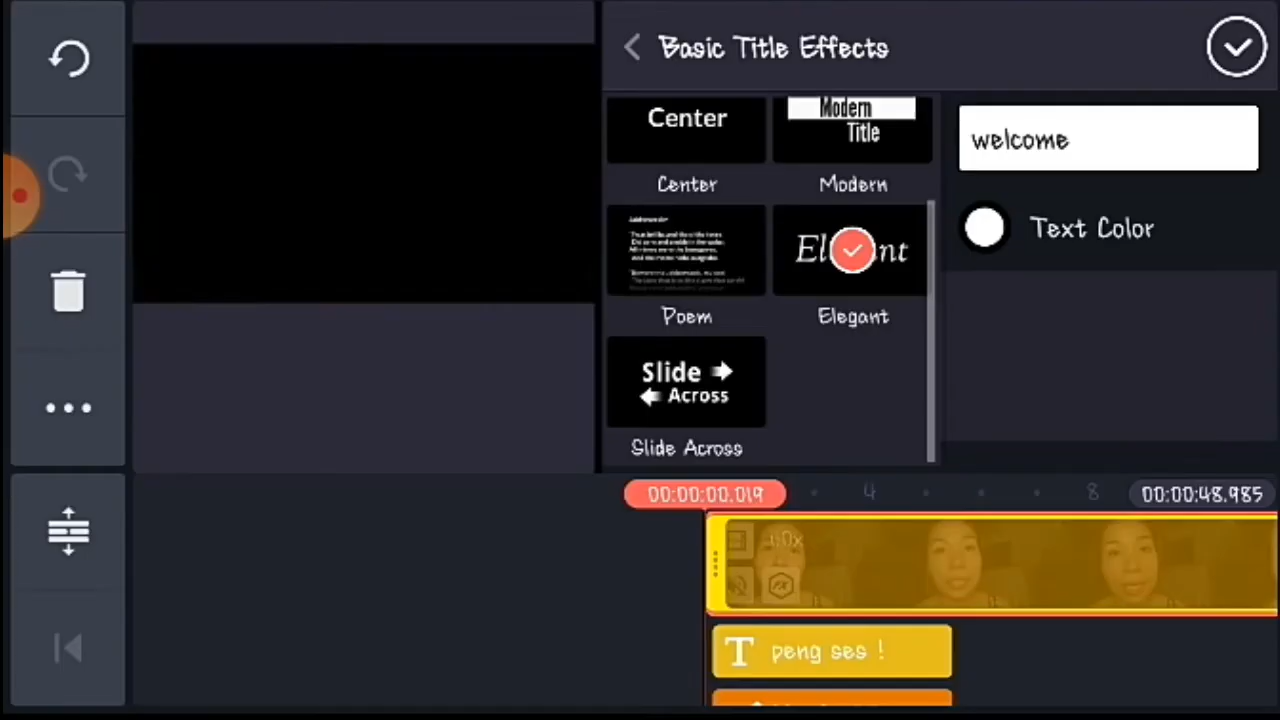 Basic Title Effects
Center
Modern
Title
Center
Modern
welcome
Text Color
Poem
Elegant
Slide
Across
Slide Across
00:00:00.019
4
8
00:00:48.985
T peng ses !